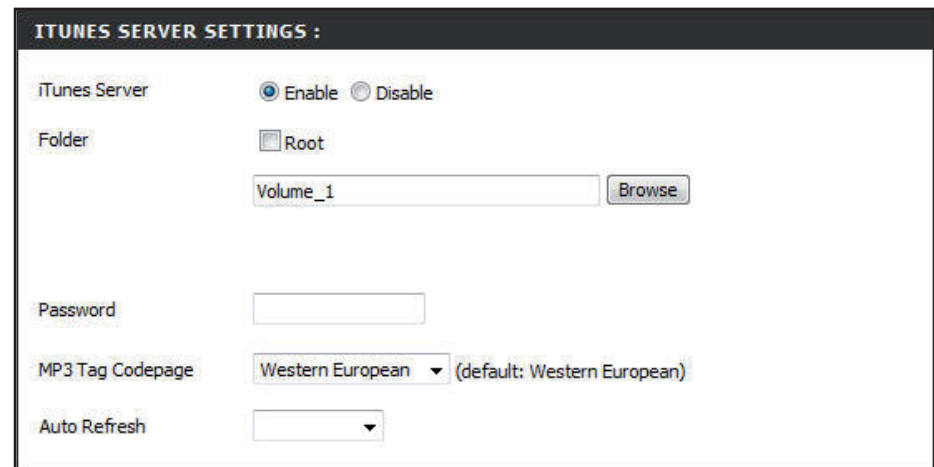 ITUNES SERVER SETTINGS :
iTunes Server Enable Disable
Folder Root
Volume_1 Browse
Password
MP3 Tag Codepage Western European (default: Western European)
Auto Refresh